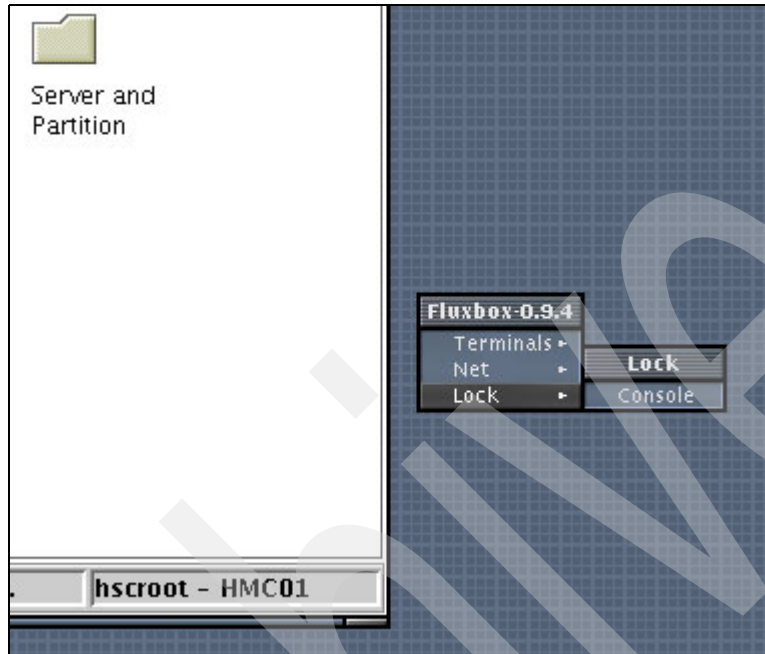 Server and
Partition
Fluxbox-0.9.4
Terminals
Net
Lock
Lock
Console
. hscroot - HMC01